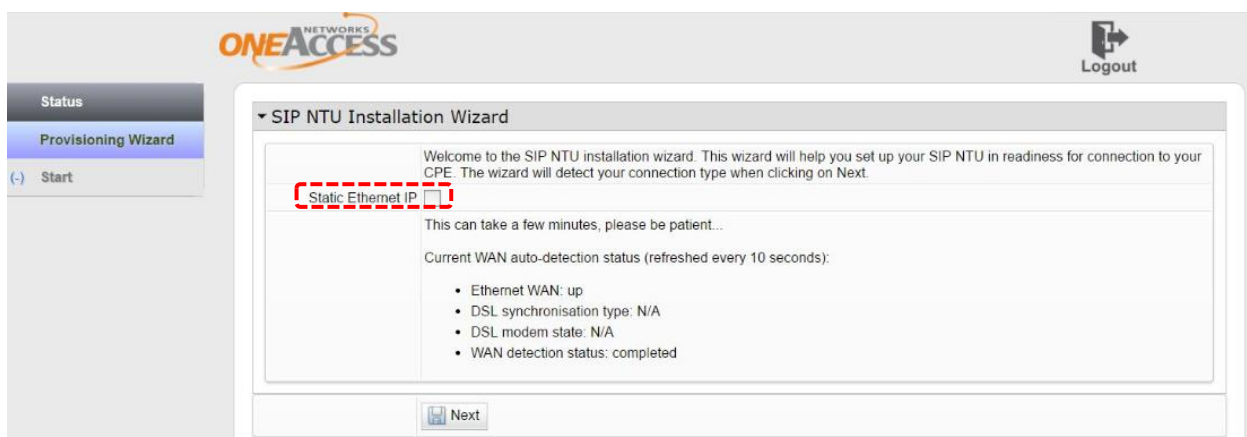 NETWORKS
ONEACCESS
Logout
Status
Provisioning Wizard
(-) Start
SIP NTU Installation Wizard
Welcome to the SIP NTU installation wizard. This wizard will help you set up your SIP NTU in readiness for connection to your
CPE. The wizard will detect your connection type when clicking on Next.
Static Ethernet IP
This can take a few minutes, please be patient...
Current WAN auto-detection status (refreshed every 10 seconds):
• Ethernet WAN: up
• DSL synchronisation type: N/A
• DSL modem state: N/A
• WAN detection status: completed
Next